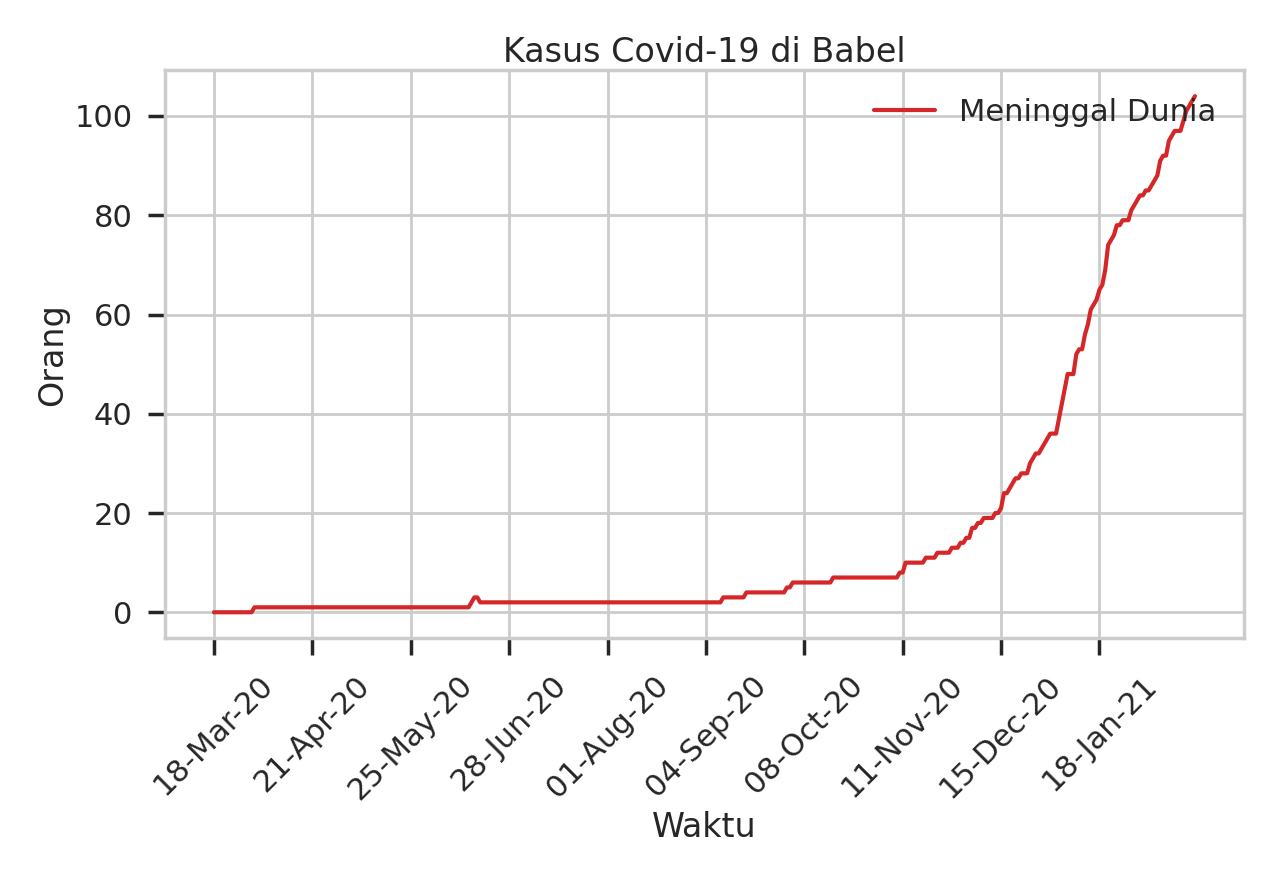 Kasus Covid-19 di Babel
Meninggal Dunia
Orang
100
80
60
40
20
0
18-Mar-20
21-Apr-20
25-May-20
28-Jun-20
01-Aug-20
04-Sep-20
08-Oct-20
11-Nov-20
15-Dec-20
18-Jan-21
Waktu